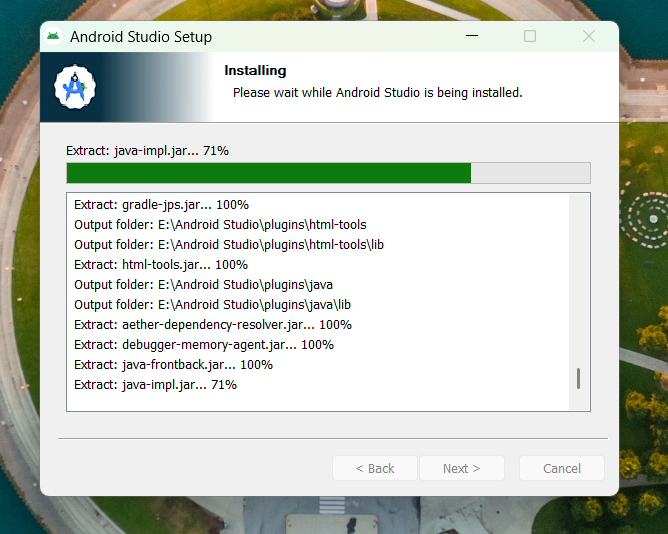 Android Studio Setup
Installing
Please wait while Android Studio is being installed.
Extract: java-impl.jar... 71%
Extract: gradle-jps.jar... 100%
Output folder: E:\Android Studio\plugins\html-tools
Output folder: E:\Android Studio\plugins\html-tools\lib
Extract: html-tools.jar... 100%
Output folder: E:\Android Studio\plugins\java
Output folder: E:\Android Studio\plugins\java\lib
Extract: aether-dependency-resolver.jar... 100%
Extract: debugger-memory-agent.jar... 100%
Extract: java-frontback.jar... 100%
Extract: java-impl.jar... 71%
< Back Next > Cancel